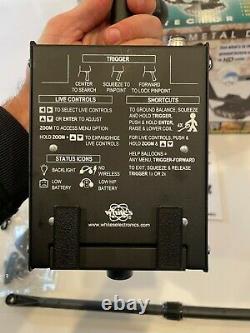 TRIGGER
CENTER TO SEARCH
SQUEEZE TO PINPOINT
FORWARD TO LOCK PINPOINT
LIVE CONTROLS
TO SELECT LIVE CONTROLS
OR ENTER TO ADJUST
ZOOM TO ACCESS MENU OPTION
HOLD ZOOM TO EXPAND/HIDE
LIVE CONTROLS
SHORTCUTS
TO GROUND BALANCE, SQUEEZE
AND HOLD TRIGGER,
PUSH & HOLD ENTER,
RAISE & LOWER COIL
FOR LIVE CONTROLS, PUSH &
HOLD ZOOM &
HELP BALLOONS =
ANY MENU, TRIGGER-FORWARD
TO EXIT, SQUEEZE & RELEASE
TRIGGER 1x OR 2x
STATUS ICONS
BACKLIGHT
NO WIRELESS
LOW BATTERY
LOW H/P BATTERY
White's
www.whiteselectronics.com
METAL D